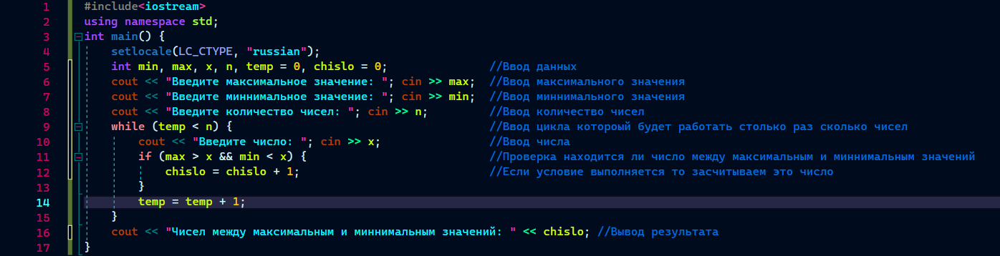 1 #include<iostream>
2 using namespace std;
3 int main() {
4 setlocale(LC_CTYPE, "russian");
5 int min, max, x, n, temp = 0, chislo = 0; //Ввод данных
6 cout << "Введите максимальное значение: "; cin >> max; //Ввод максимального значения
7 cout << "Введите миннимальное значение: "; cin >> min; //Ввод миннимального значения
8 cout << "Введите количество чисел: "; cin >> n; //Ввод количество чисел
9 while (temp < n) { //Ввод цикла котороый будет работать столько раз сколько чисел
10 cout << "Введите число: "; cin >> x; //Ввод числа
11 if (max > x && min < x) { //Проверка находится ли число между максимальным и миннимальным значений
12 chislo = chislo + 1; //Если условие выполняется то засчитываем это число
13 }
14 temp = temp + 1;
15 }
16 cout << "Чисел между максимальным и миннимальным значений: " << chislo; //Вывод результата
17 }